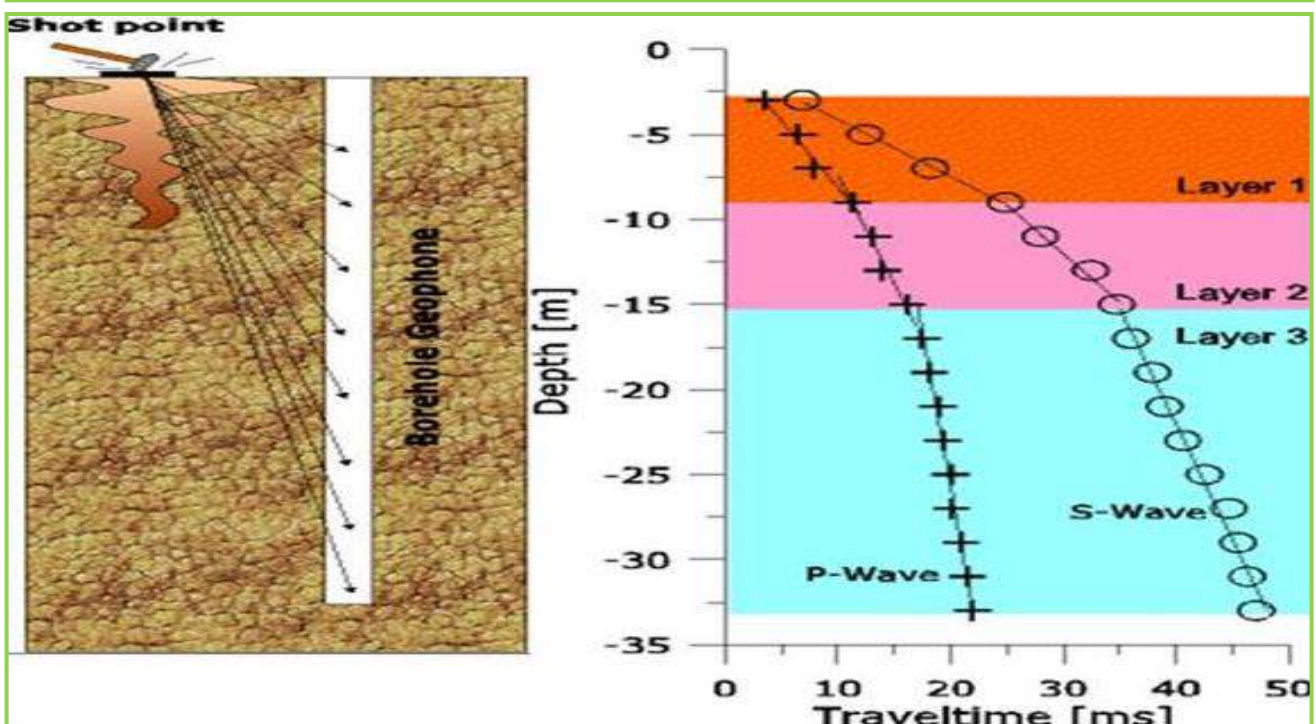 Shot point
Borehole Geophone
Depth [m]
0
-5
-10
-15
-20
-25
-30
-35
Layer 1
Layer 2
Layer 3
S-Wave
P-Wave
0 10 20 30 40 50
Traveltime [ms]